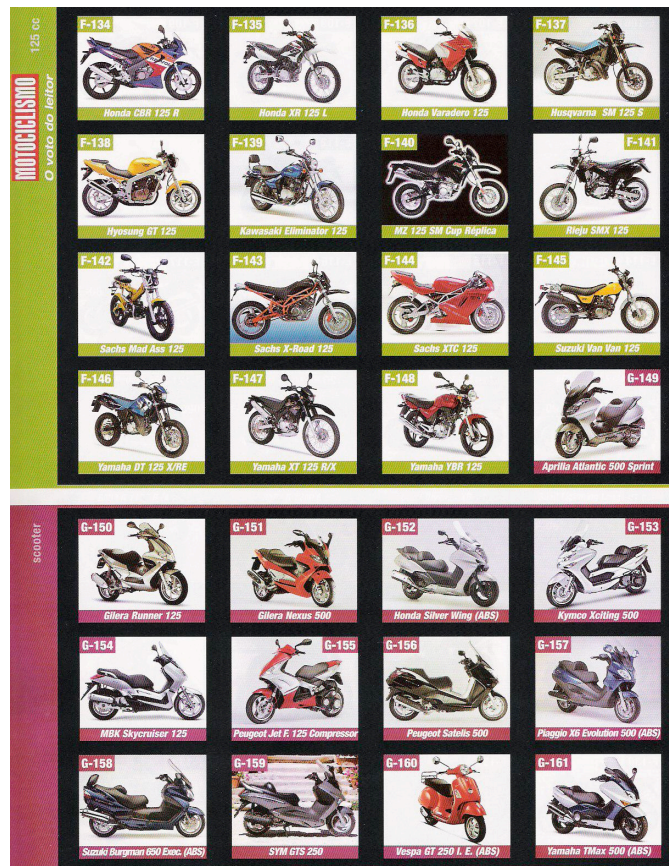 125 cc
MOTOCICLISMO
O voto do leitor
F-134
Honda CBR 125 R
F-135
Honda XR 125 L
F-136
Honda Varadero 125
F-137
Husqvarna SM 125 S
F-138
Hyosung GT 125
F-139
Kawasaki Eliminator 125
F-140
MZ 125 SM Cup Réplica
F-141
Rieju SMX 125
F-142
Sachs Mad Ass 125
F-143
Sachs X-Road 125
F-144
Sachs XTC 125
F-145
Suzuki Van Van 125
F-146
Yamaha DT 125 X/RE
F-147
Yamaha XT 125 R/X
F-148
Yamaha YBR 125
G-149
Aprilia Atlantic 500 Sprint
scooter
G-150
Gilera Runner 125
G-151
Gilera Nexus 500
G-152
Honda Silver Wing (ABS)
G-153
Kymco Xciting 500
G-154
MBK Skycruiser 125
G-155
Peugeot Jet F. 125 Compressor
G-156
Peugeot Satelis 500
G-157
Piaggio X6 Evolution 500 (ABS)
G-158
Suzuki Burgman 650 Exec. (ABS)
G-159
SYM GTS 250
G-160
Vespa GT 250 I. E. (ABS)
G-161
Yamaha TMax 500 (ABS)